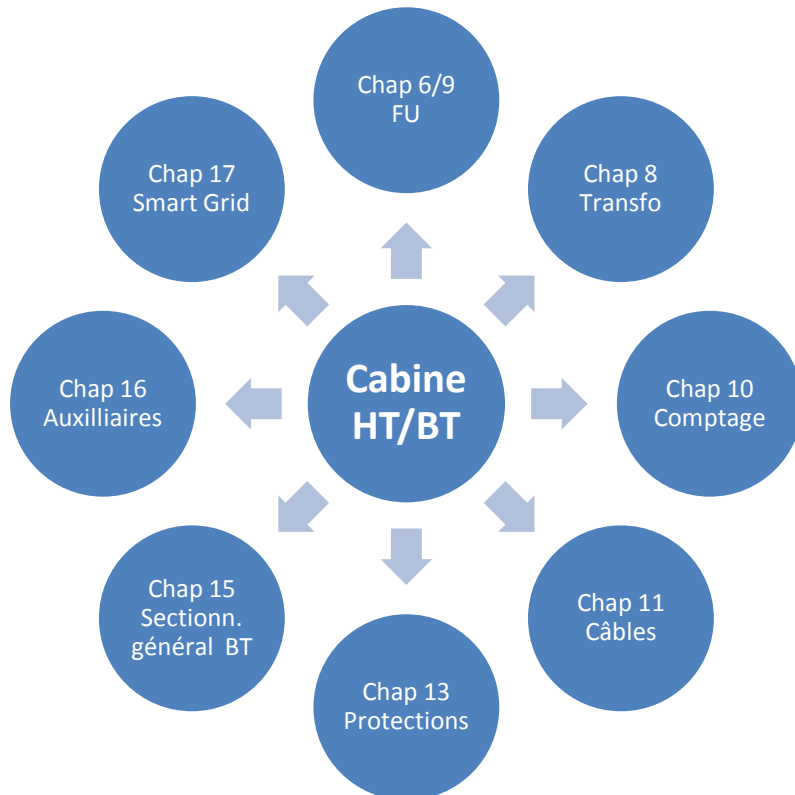 Chap 6/9
FU
Chap 17
Smart Grid
Chap 8
Transfo
Chap 16
Auxilliaires
Cabine
HT/BT
Chap 10
Comptage
Chap 15
Sectionn.
général BT
Chap 11
Câbles
Chap 13
Protections